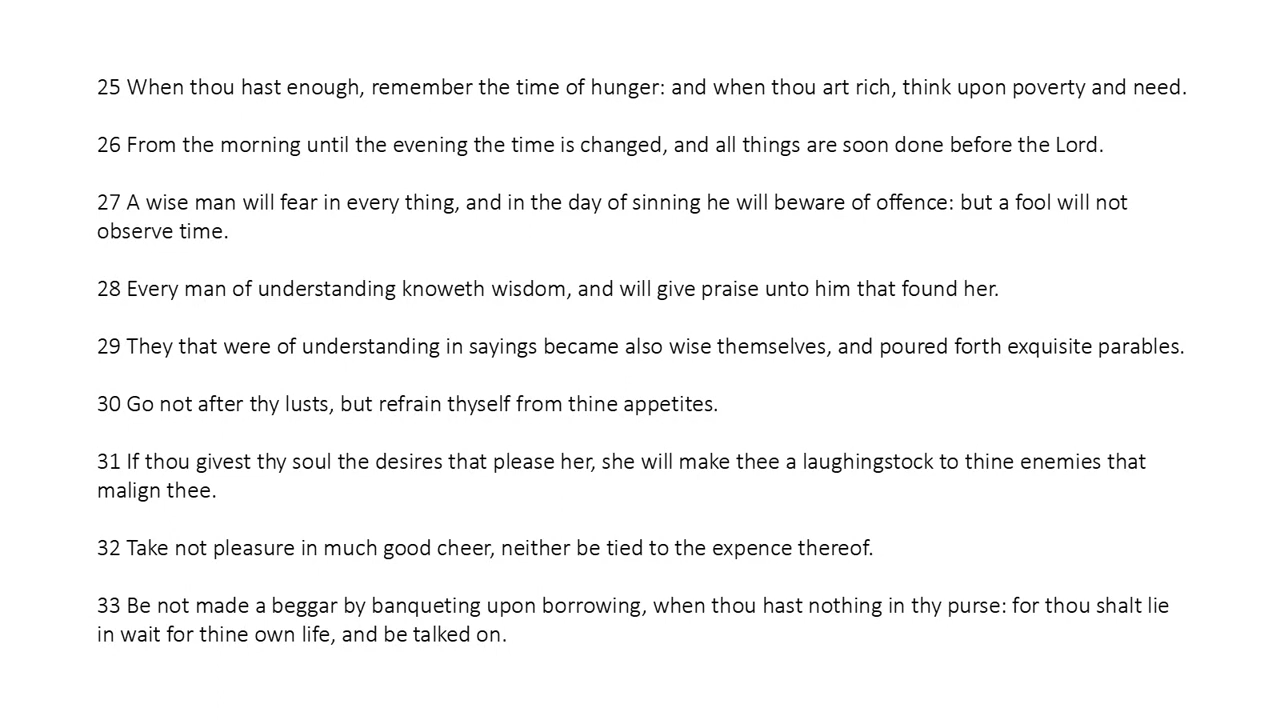 25 When thou hast enough, remember the time of hunger: and when thou art rich, think upon poverty and need.
26 From the morning until the evening the time is changed, and all things are soon done before the Lord.
27 A wise man will fear in every thing, and in the day of sinning he will beware of offence: but a fool will not
observe time.
28 Every man of understanding knoweth wisdom, and will give praise unto him that found her.
29 They that were of understanding in sayings became also wise themselves, and poured forth exquisite parables.
30 Go not after thy lusts, but refrain thyself from thine appetites.
31 If thou givest thy soul the desires that please her, she will make thee a laughingstock to thine enemies that
malign thee.
32 Take not pleasure in much good cheer, neither be tied to the expence thereof.
33 Be not made a beggar by banqueting upon borrowing, when thou hast nothing in thy purse: for thou shalt lie
in wait for thine own life, and be talked on.